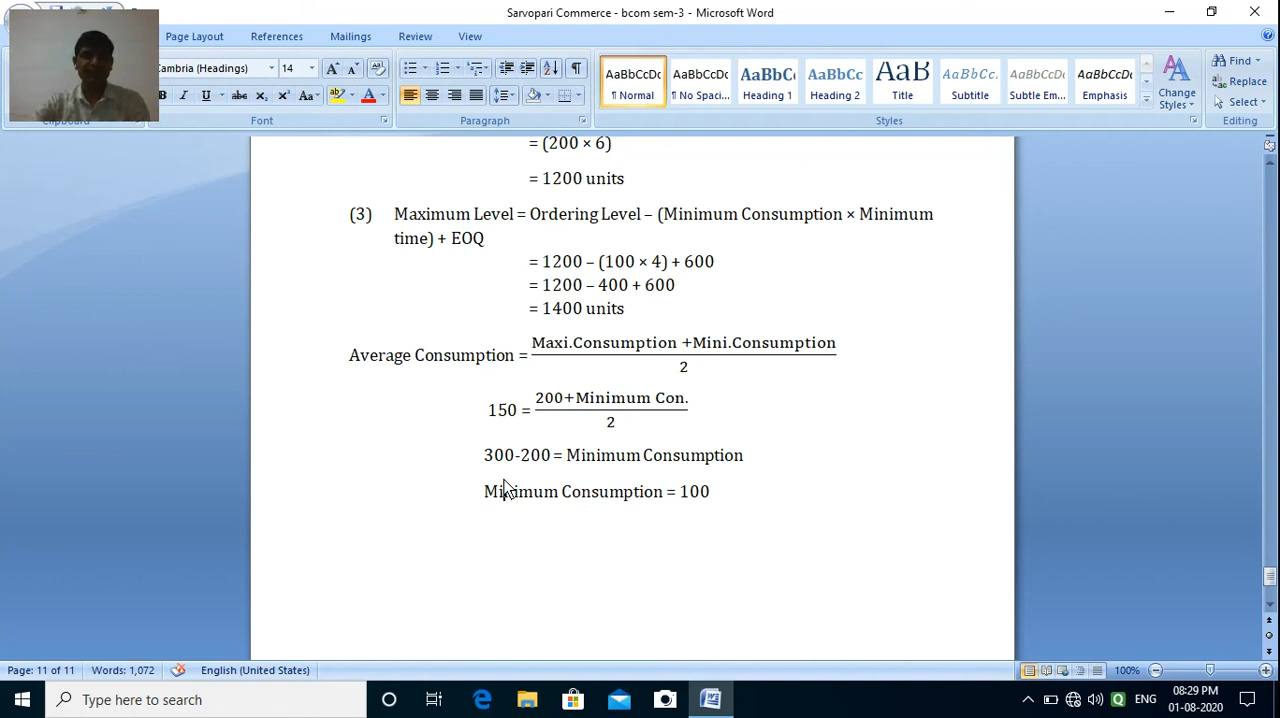 Sarvopari Commerce - bcom sem-3 - Microsoft Word
Page Layout References Mailings Review View
Cambria (Headings) 14
Font
Paragraph
AaBbCcDc AaBbCcDc AaBbC AaBbCc AaB AaBbCc. AaBbCcDc AaBbCcDc
¶ Normal ¶ No Spaci... Heading 1 Heading 2 Title Subtitle Subtle Em... Emphasis
Change
Styles
Styles
Find
Replace
Select
Editing
= (200 × 6)
= 1200 units
(3) Maximum Level = Ordering Level – (Minimum Consumption × Minimum
time) + EOQ
= 1200 – (100 × 4) + 600
= 1200 – 400 + 600
= 1400 units
Average Consumption = Maxi.Consumption +Mini.Consumption
2
150 = 200+Minimum Con.
2
300-200 = Minimum Consumption
Minimum Consumption = 100
Page: 11 of 11 Words: 1,072 English (United States) 100%
Type here to search
ENG
08:29 PM
01-08-2020